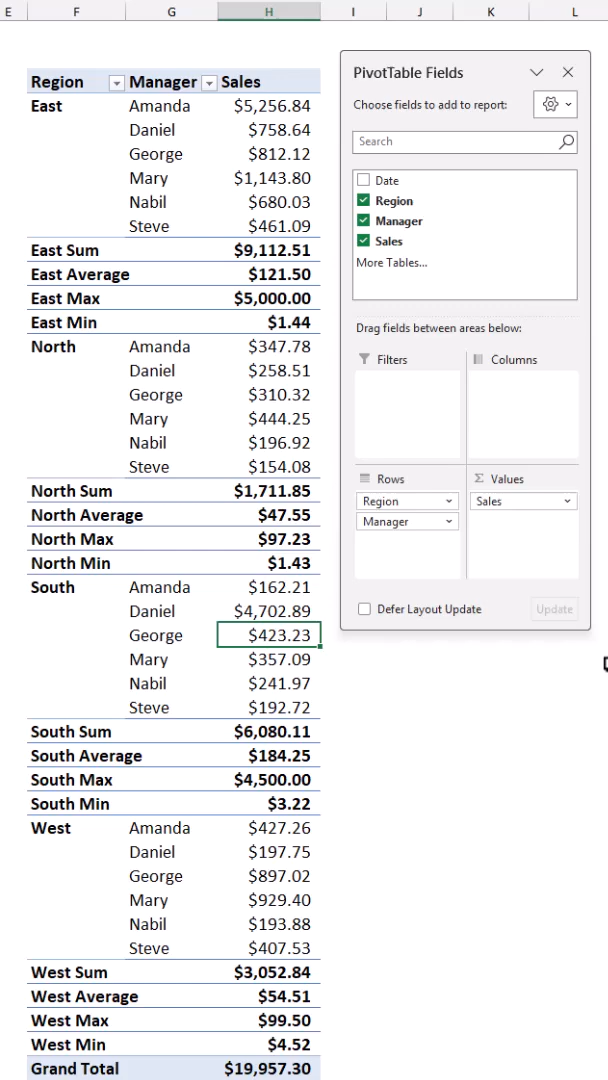 E F G H I J K L
Region Manager Sales
East Amanda $5,256.84
Daniel $758.64
George $812.12
Mary $1,143.80
Nabil $680.03
Steve $461.09
East Sum $9,112.51
East Average $121.50
East Max $5,000.00
East Min $1.44
North Amanda $347.78
Daniel $258.51
George $310.32
Mary $444.25
Nabil $196.92
Steve $154.08
North Sum $1,711.85
North Average $47.55
North Max $97.23
North Min $1.43
South Amanda $162.21
Daniel $4,702.89
George $423.23
Mary $357.09
Nabil $241.97
Steve $192.72
South Sum $6,080.11
South Average $184.25
South Max $4,500.00
South Min $3.22
West Amanda $427.26
Daniel $197.75
George $897.02
Mary $929.40
Nabil $193.88
Steve $407.53
West Sum $3,052.84
West Average $54.51
West Max $99.50
West Min $4.52
Grand Total $19,957.30
PivotTable Fields
Choose fields to add to report:
Search
Date
Region
Manager
Sales
More Tables...
Drag fields between areas below:
Filters Columns
Rows Σ Values
Region Sales
Manager
Defer Layout Update Update